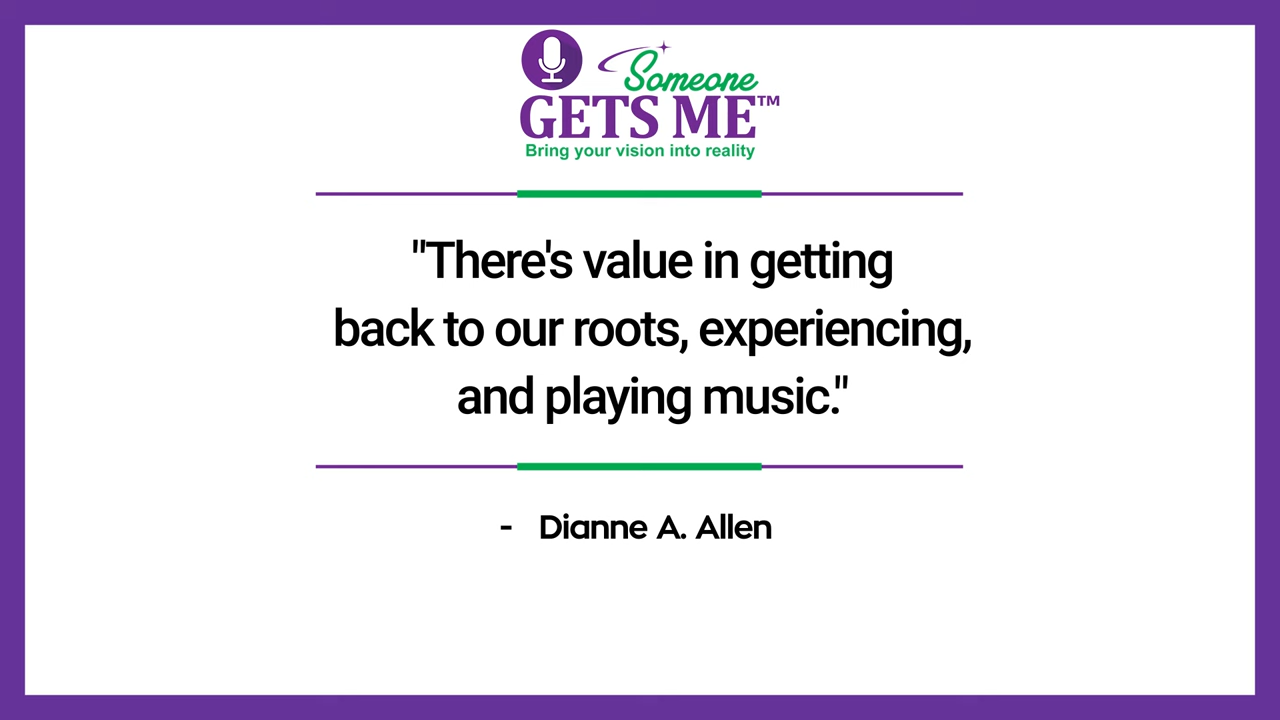 Someone
GETS ME™
Bring your vision into reality
"There's value in getting
back to our roots, experiencing,
and playing music."
- Dianne A. Allen